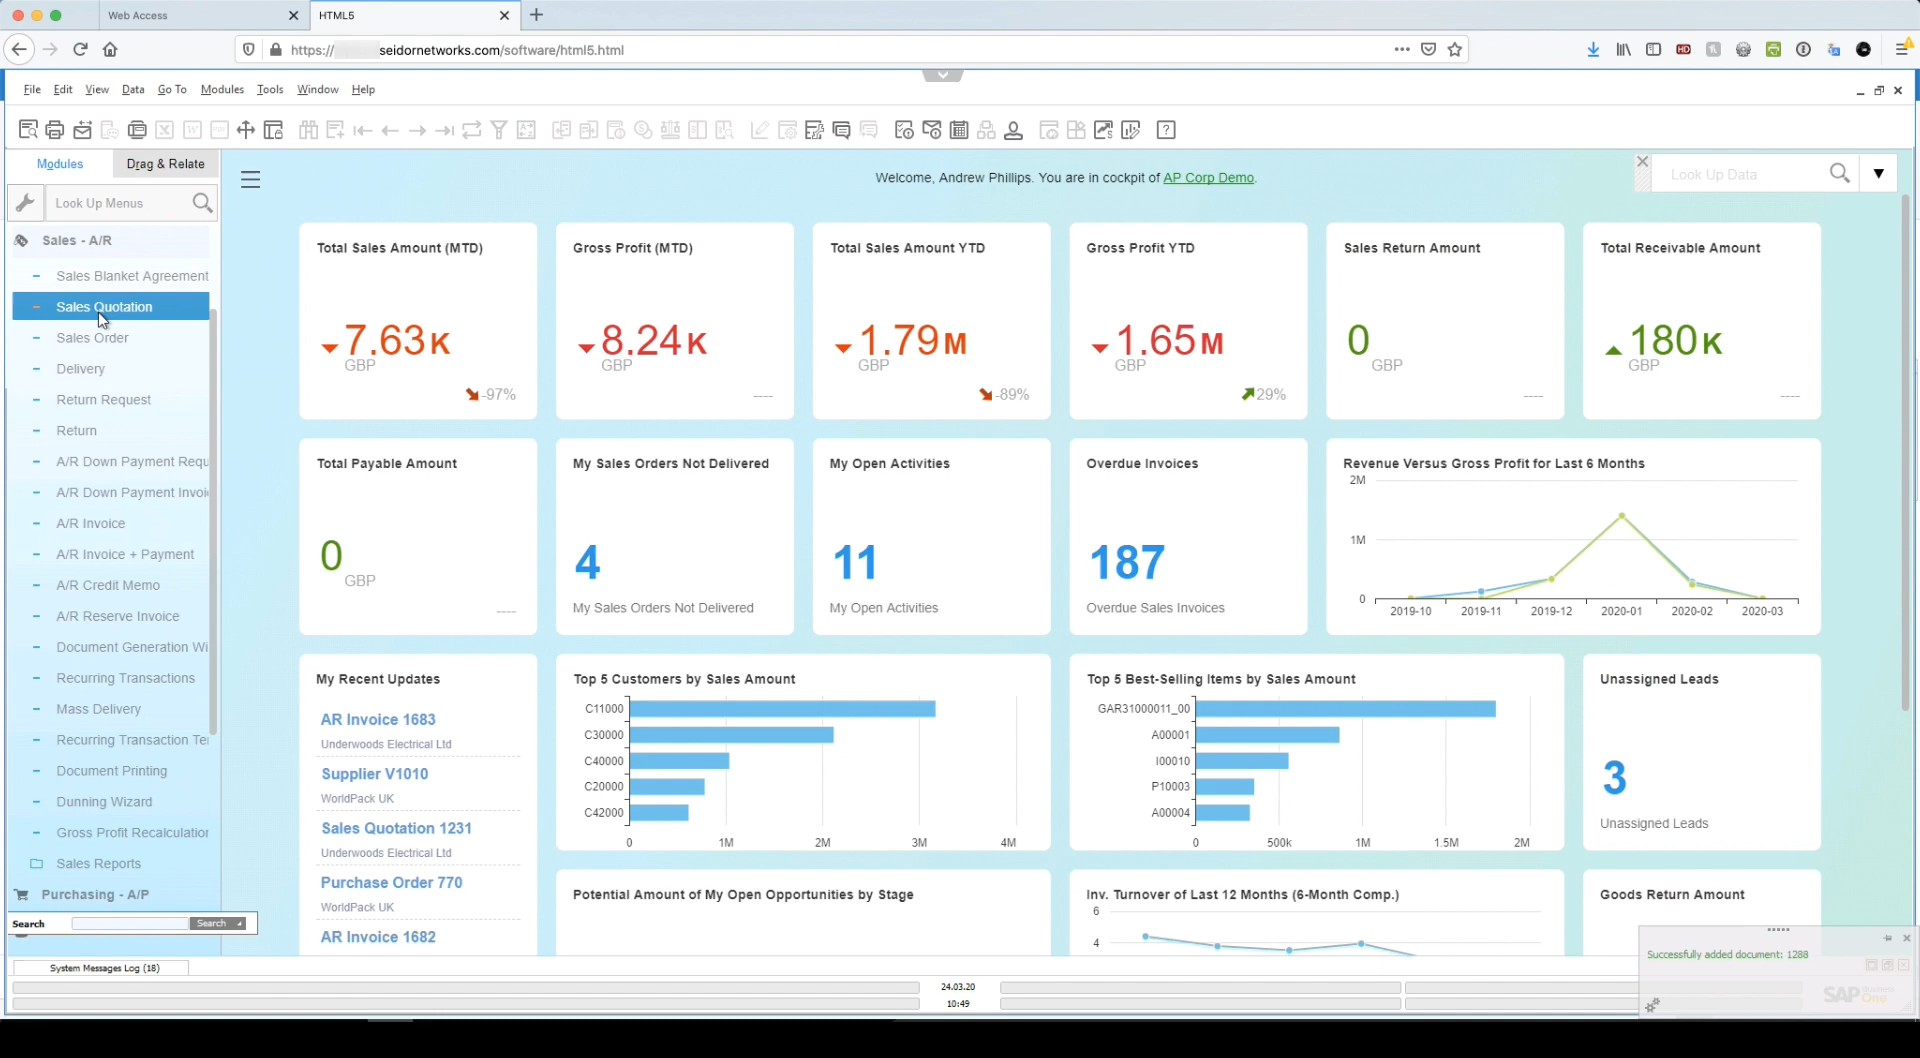 Web Access
HTML5
https:// seidornetworks.com/software/html5.html
HD
File Edit View Data Go To Modules Tools Window Help
Modules Drag & Relate
Welcome, Andrew Phillips. You are in cockpit of AP Corp Demo.
Look Up Data
Look Up Menus
Sales - A/R
Sales Blanket Agreement
Sales Quotation
Sales Order
Delivery
Return Request
Return
A/R Down Payment Requ
A/R Down Payment Invoi
A/R Invoice
A/R Invoice + Payment
A/R Credit Memo
A/R Reserve Invoice
Document Generation Wi
Recurring Transactions
Mass Delivery
Recurring Transaction Te
Document Printing
Dunning Wizard
Gross Profit Recalculation
Sales Reports
Purchasing - A/P
Search Search
Total Sales Amount (MTD)
7.63K
GBP
-97%
Gross Profit (MTD)
8.24K
GBP
----
Total Sales Amount YTD
1.79M
GBP
-89%
Gross Profit YTD
1.65M
GBP
29%
Sales Return Amount
0
GBP
----
Total Receivable Amount
180K
GBP
----
Total Payable Amount
0
GBP
----
My Sales Orders Not Delivered
4
My Sales Orders Not Delivered
My Open Activities
11
My Open Activities
Overdue Invoices
187
Overdue Sales Invoices
Revenue Versus Gross Profit for Last 6 Months
2M
1M
0
2019-10 2019-11 2019-12 2020-01 2020-02 2020-03
My Recent Updates
AR Invoice 1683
Underwoods Electrical Ltd
Supplier V1010
WorldPack UK
Sales Quotation 1231
Underwoods Electrical Ltd
Purchase Order 770
WorldPack UK
AR Invoice 1682
Top 5 Customers by Sales Amount
C11000
C30000
C40000
C20000
C42000
0 1M 2M 3M 4M
Top 5 Best-Selling Items by Sales Amount
GAR31000011_00
A00001
I00010
P10003
A00004
0 500k 1M 1.5M 2M
Unassigned Leads
3
Unassigned Leads
Potential Amount of My Open Opportunities by Stage
Inv. Turnover of Last 12 Months (6-Month Comp.)
6
4
Goods Return Amount
Successfully added document: 1288
System Messages Log (18)
24.03.20
10:49
SAP Business One